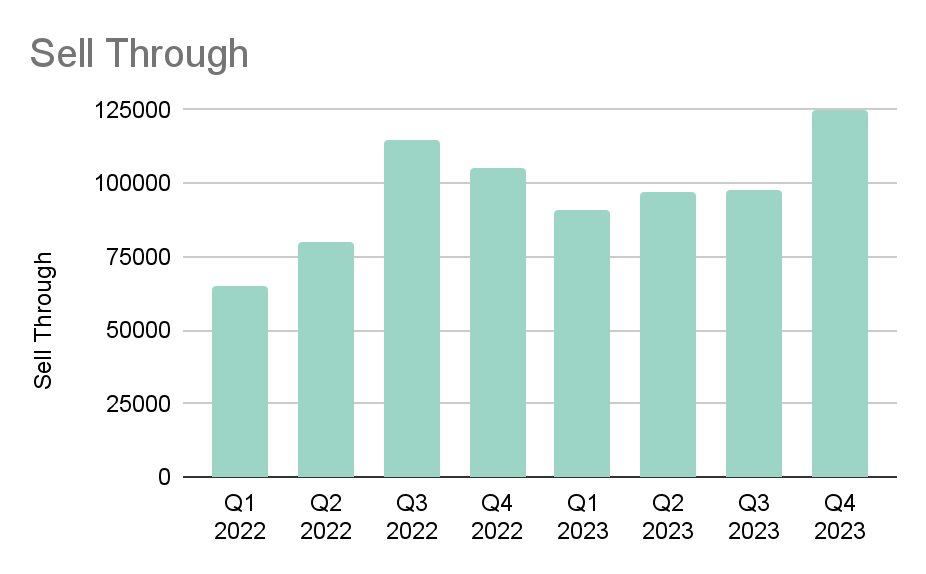 Sell Through
125000
100000
75000
50000
25000
0
Sell Through
Q1 Q2 Q3 Q4 Q1 Q2 Q3 Q4
2022 2022 2022 2022 2023 2023 2023 2023